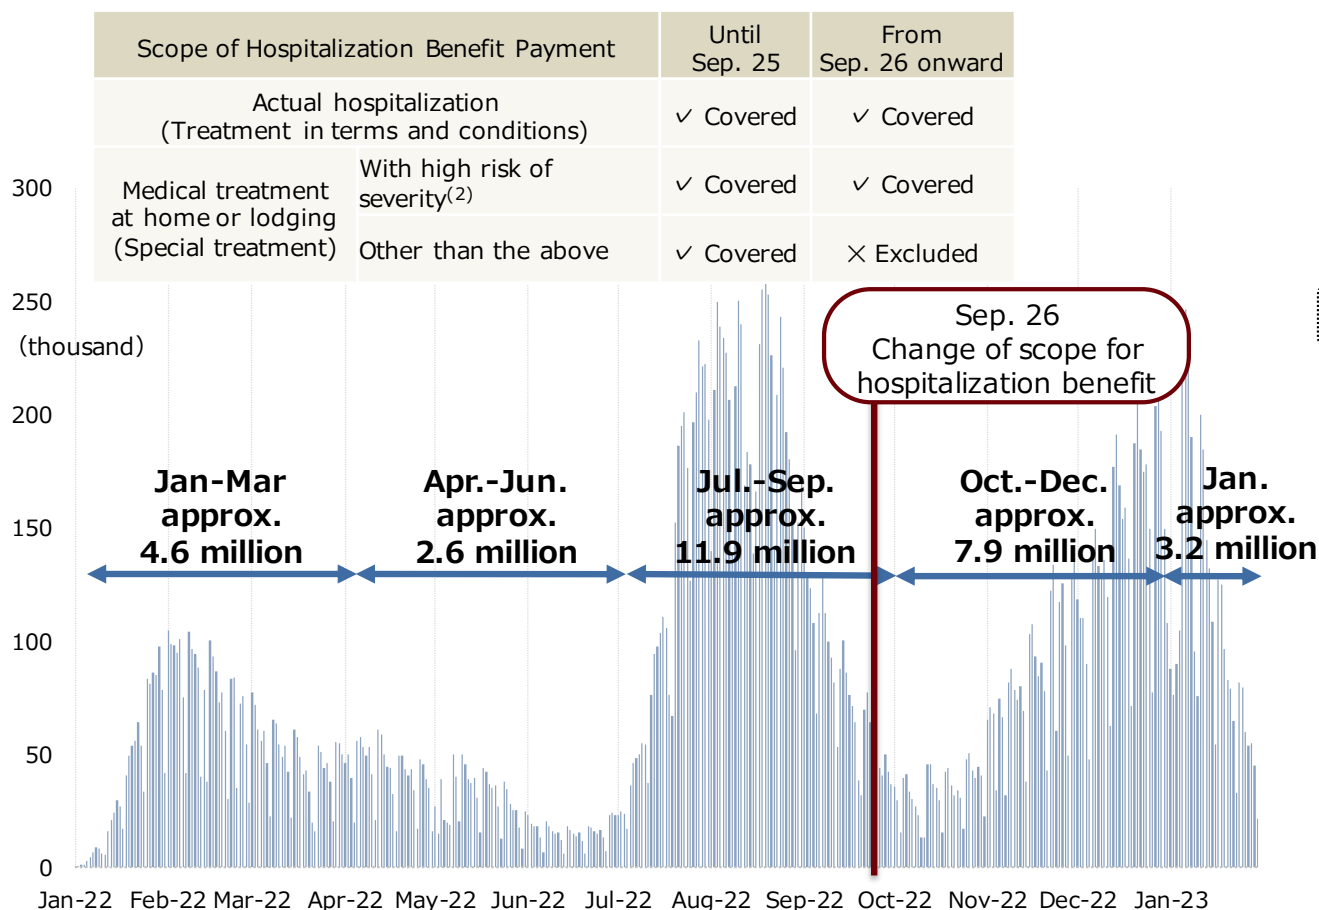 Scope of Hospitalization Benefit Payment
Until
Sep. 25
From
Sep. 26 onward
Actual hospitalization
(Treatment in terms and conditions)
✓ Covered
✓ Covered
Medical treatment
at home or lodging
(Special treatment)
With high risk of
severity(2)
✓ Covered
✓ Covered
Other than the above
✓ Covered
× Excluded
300
250
(thousand)
200
150
100
50
0
Sep. 26
Change of scope for
hospitalization benefit
Jan-Mar
approx.
4.6 million
Apr.-Jun.
approx.
2.6 million
Jul.-Sep.
approx.
11.9 million
Oct.-Dec.
approx.
7.9 million
Jan.
approx.
3.2 million
Jan-22 Feb-22 Mar-22 Apr-22 May-22 Jun-22 Jul-22 Aug-22 Sep-22 Oct-22 Nov-22 Dec-22 Jan-23